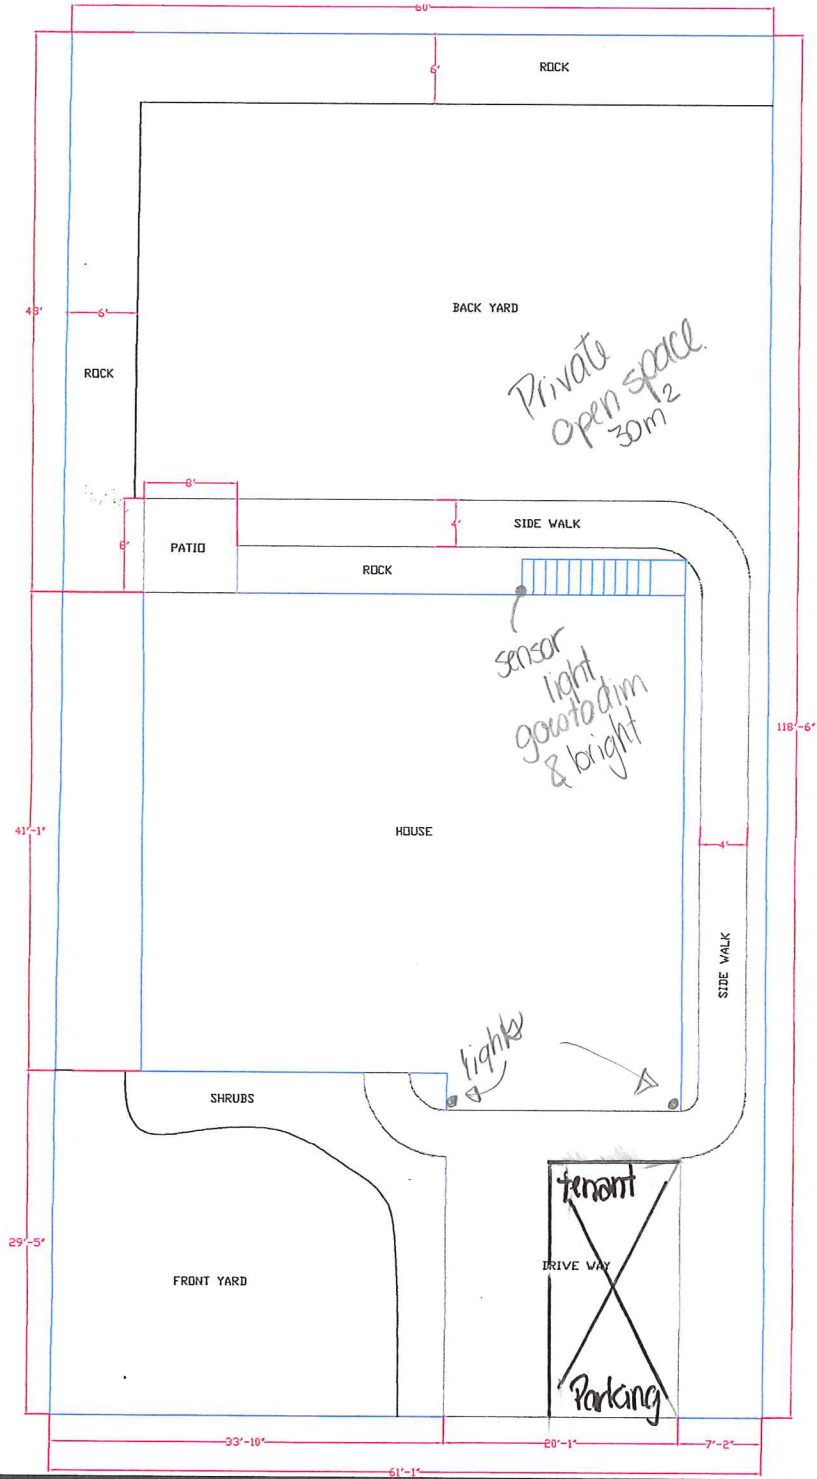 60'
6'
ROCK
48'
6'
BACK YARD
ROCK
Private
open space.
30m2
8'
8'
PATIO
4'
SIDE WALK
ROCK
sensor
light
goes to dim
& bright
118'-6"
41'-1"
HOUSE
4'
SIDE WALK
lights
SHRUBS
tenant
29'-5"
DRIVE WAY
FRONT YARD
Parking
33'-10"
20'-1"
7'-2"
61'-1"